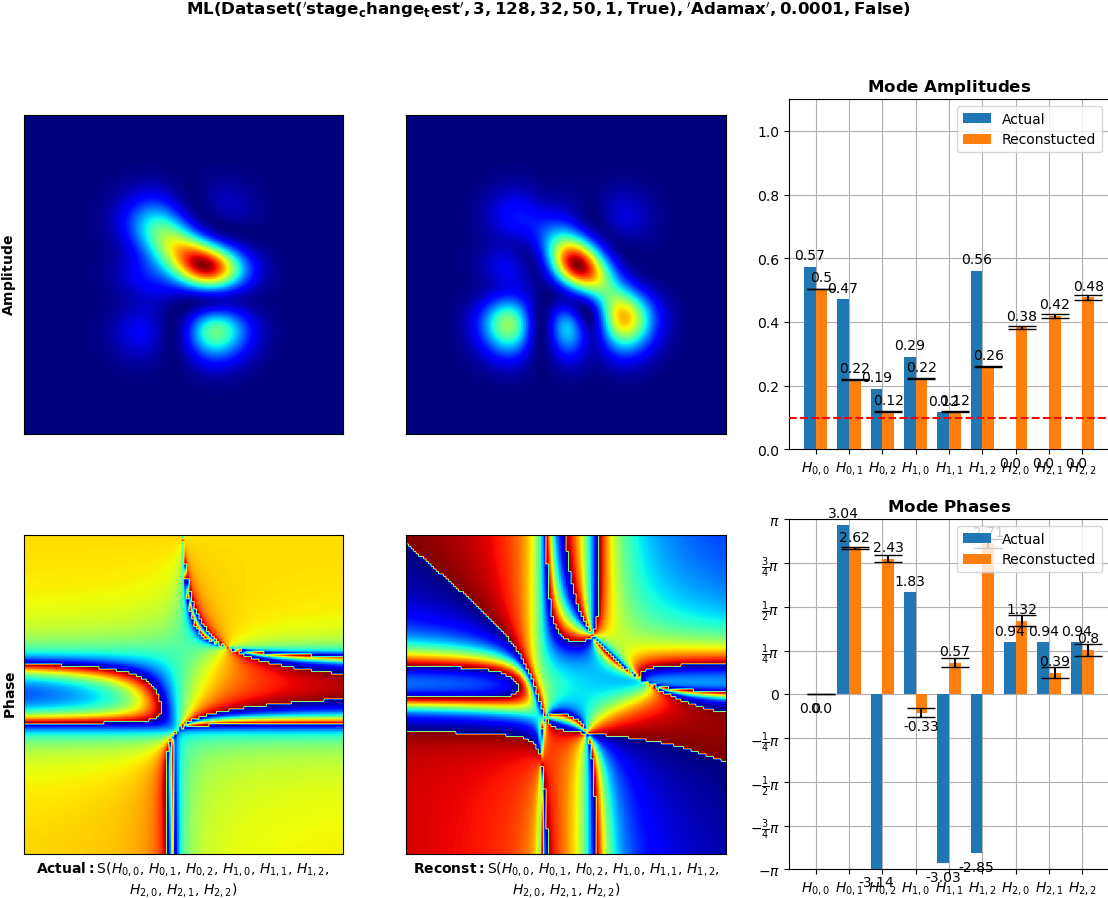 ML(Dataset('stage_change_test', 3, 128, 32, 50, 1, True), 'Adamax', 0.0001, False)
Mode Amplitudes
Actual
Reconstucted
Amplitude
1.0
0.8
0.6
0.4
0.2
0.0
0.57
0.5
0.47
0.22
0.19
0.12
0.29
0.22
0.12
0.12
0.56
0.26
0.0
0.38
0.0
0.42
0.0
0.48
H0,0 H0,1 H0,2 H1,0 H1,1 H1,2 H2,0 H2,1 H2,2
Mode Phases
Actual
Reconstucted
Phase
π
3/4π
1/2π
1/4π
0
−1/4π
−1/2π
−3/4π
−π
0.0
0.0
3.04
2.62
-3.14
2.43
1.83
-0.33
-3.03
0.57
-2.85
2.71
0.94
1.32
0.94
0.39
0.94
0.8
H0,0 H0,1 H0,2 H1,0 H1,1 H1,2 H2,0 H2,1 H2,2
Actual: S(H0,0, H0,1, H0,2, H1,0, H1,1, H1,2,
H2,0, H2,1, H2,2)
Reconst: S(H0,0, H0,1, H0,2, H1,0, H1,1, H1,2,
H2,0, H2,1, H2,2)